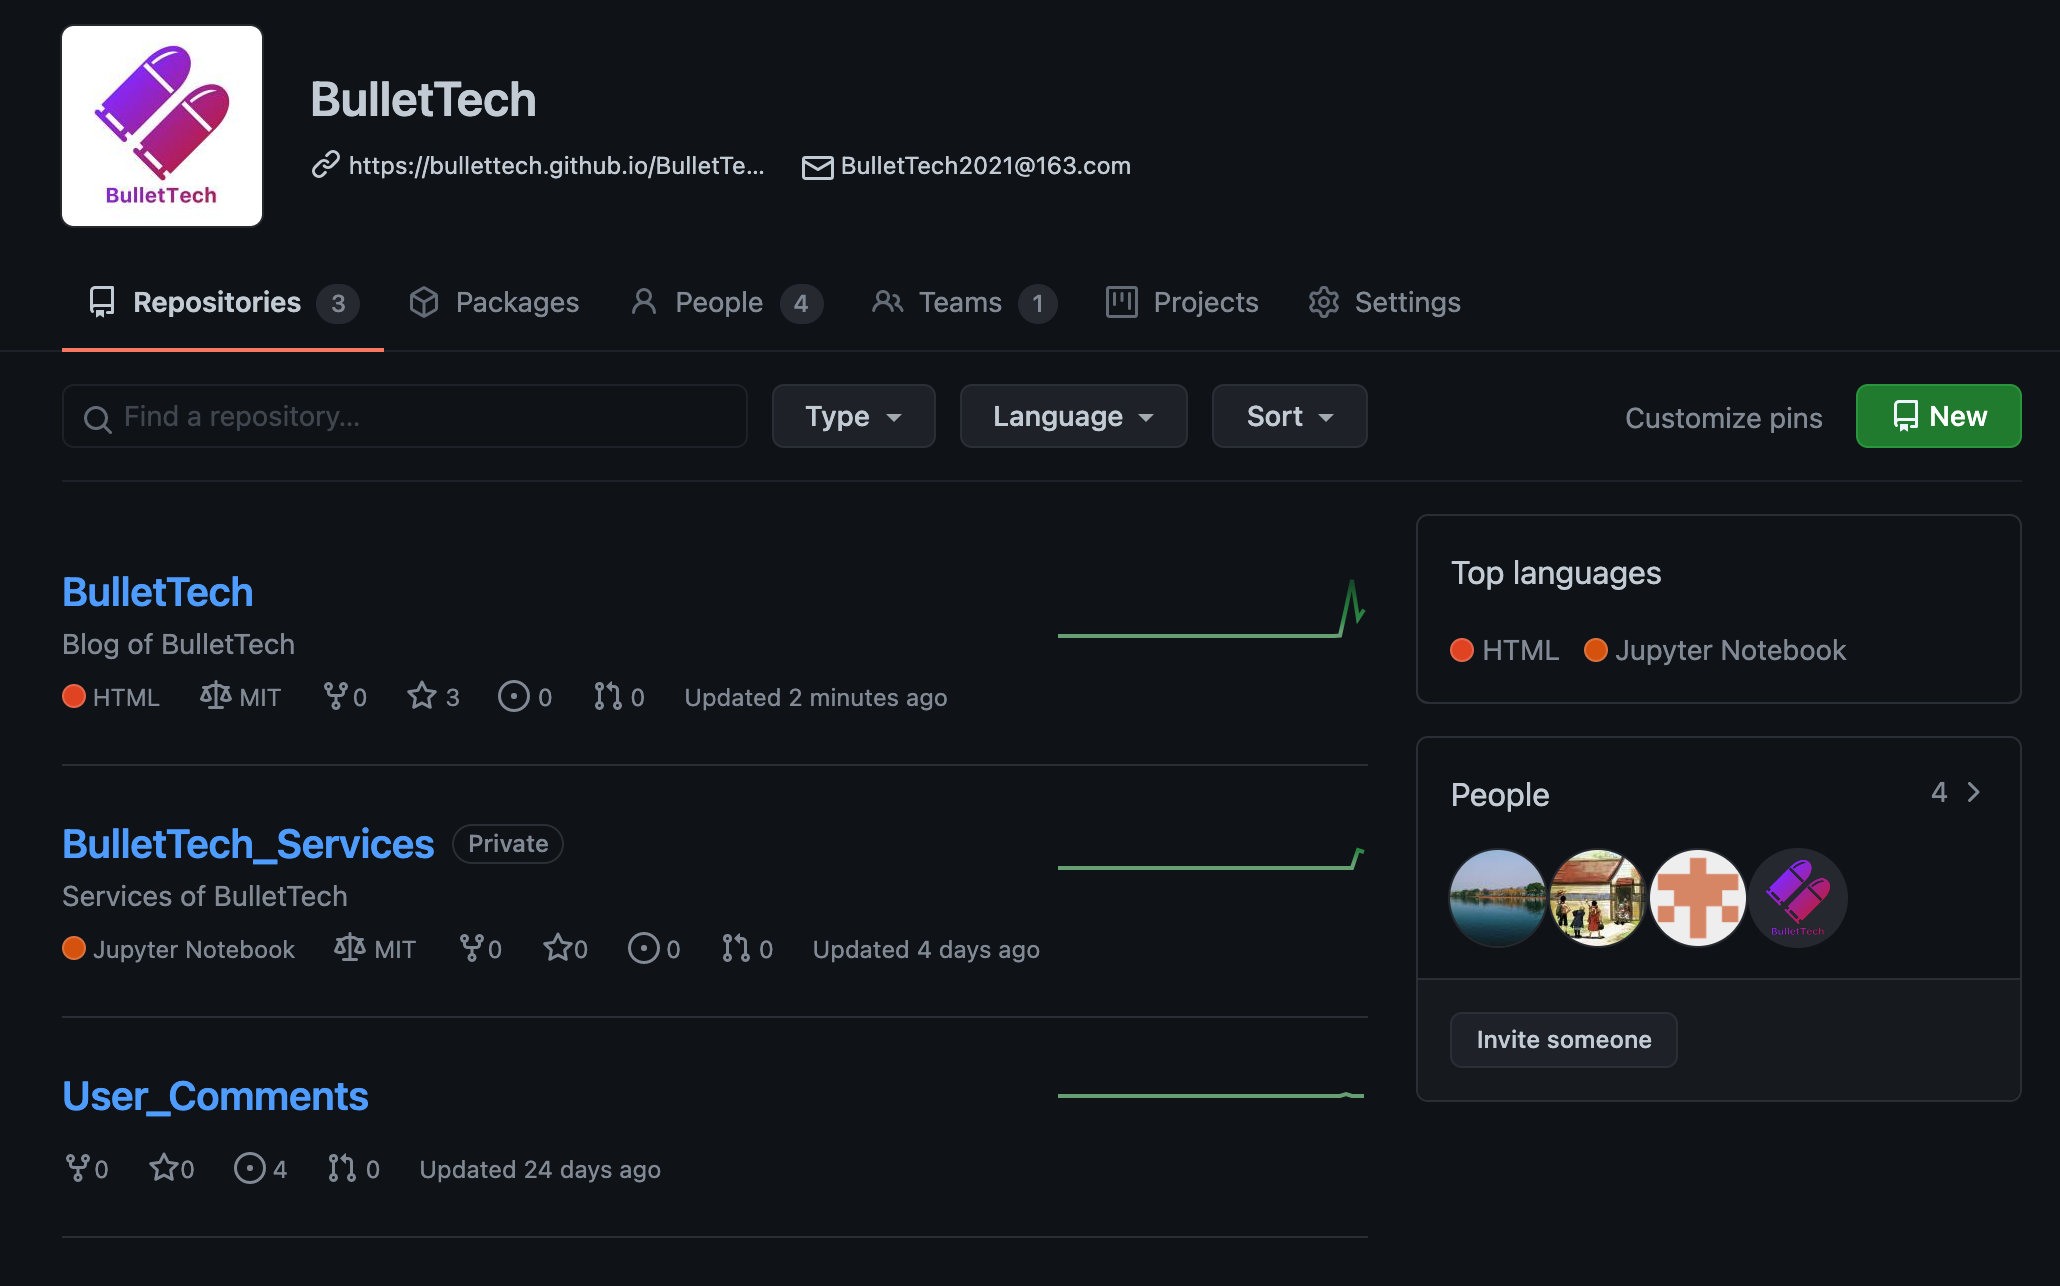 BulletTech
BulletTech
https://bullettech.github.io/BulletTe... BulletTech2021@163.com
Repositories 3 Packages People 4 Teams 1 Projects Settings
Find a repository... Type Language Sort Customize pins New
BulletTech
Blog of BulletTech
HTML MIT 0 3 0 0 Updated 2 minutes ago
BulletTech_Services Private
Services of BulletTech
Jupyter Notebook MIT 0 0 0 0 Updated 4 days ago
User_Comments
0 0 4 0 Updated 24 days ago
Top languages
HTML Jupyter Notebook
People 4
BulletTech
Invite someone